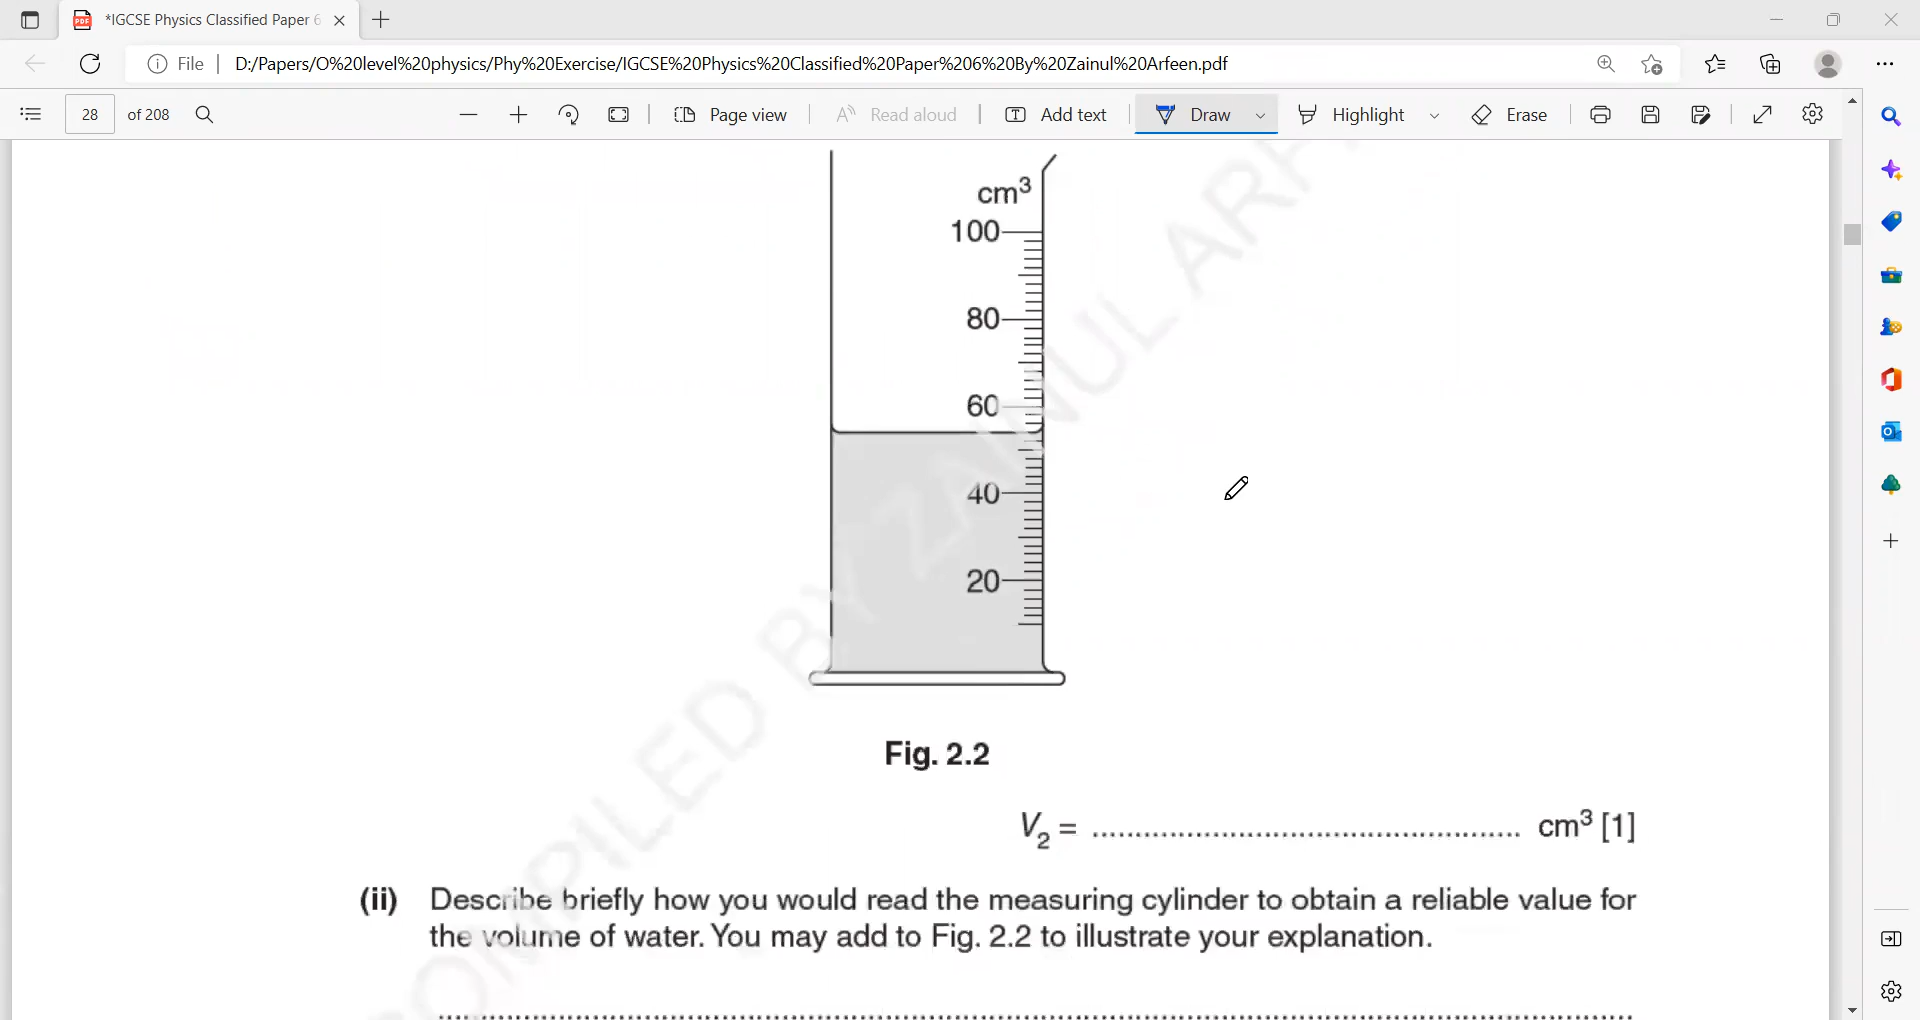 *IGCSE Physics Classified Paper 6
File
D:/Papers/O%20level%20physics/Phy%20Exercise/IGCSE%20Physics%20Classified%20Paper%206%20By%20Zainul%20Arfeen.pdf
28 of 208
Page view
Read aloud
Add text
Draw
Highlight
Erase
cm³
100
80
60
40
20
COMPILED BY ZAINUL ARF
Fig. 2.2
V₂ = .................................................. cm³ [1]
(ii) Describe briefly how you would read the measuring cylinder to obtain a reliable value for
the volume of water. You may add to Fig. 2.2 to illustrate your explanation.